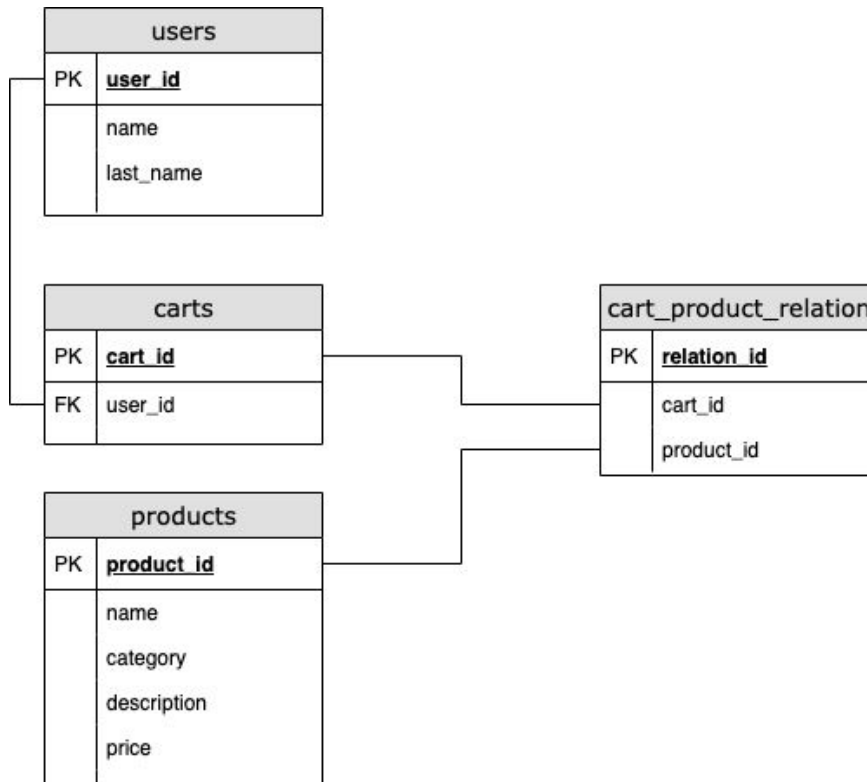 users
PK user_id
name
last_name
carts
PK cart_id
FK user_id
cart_product_relation
PK relation_id
cart_id
product_id
products
PK product_id
name
category
description
price